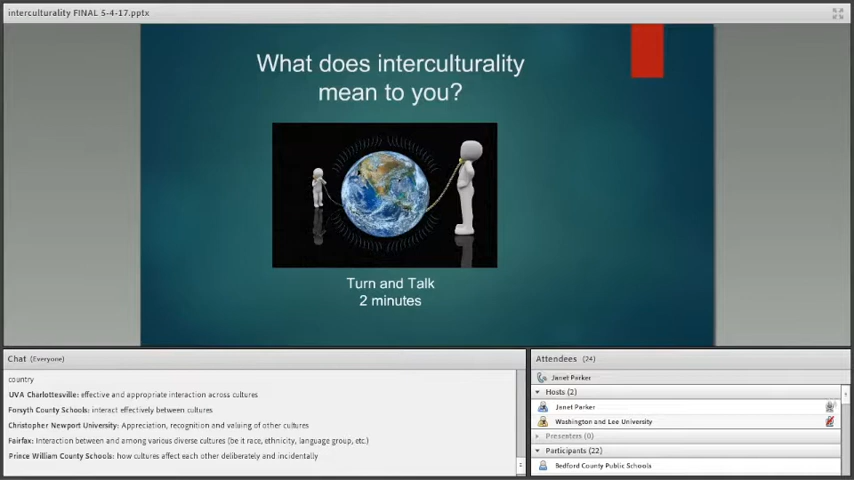 interculturality FINAL 5-4-17.pptx
What does interculturality
mean to you?
Turn and Talk
2 minutes
Chat (Everyone)
country
UVA Charlottesville: effective and appropriate interaction across cultures
Forsyth County Schools: interact effectively between cultures
Christopher Newport University: Appreciation, recognition and valuing of other cultures
Fairfax: Interaction between and among various diverse cultures (be it race, ethnicity, language group, etc.)
Prince William County Schools: how cultures affect each other deliberately and incidentally
Attendees (24)
Janet Parker
Hosts (2)
Janet Parker
Washington and Lee University
Presenters (0)
Participants (22)
Bedford County Public Schools